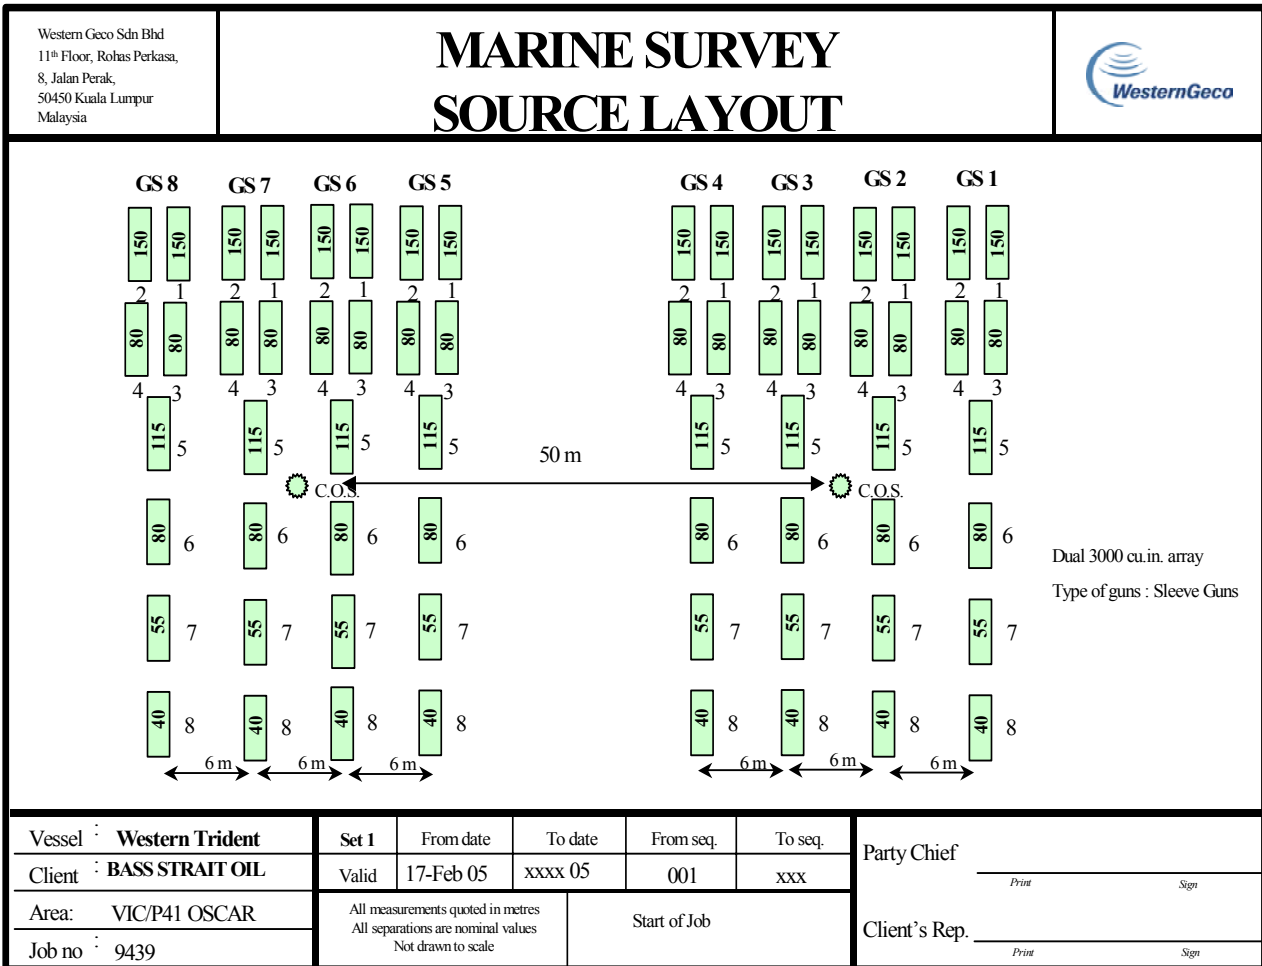 Western Geco Sdn Bhd
11th Floor, Rohas Perkasa,
8, Jalan Perak,
50450 Kuala Lumpur
Malaysia
MARINE SURVEY
SOURCE LAYOUT
WesternGeco
GS 8 GS 7 GS 6 GS 5 GS 4 GS 3 GS 2 GS 1
150 150 150 150 150 150 150 150 150 150 150 150 150 150 150 150
2 1 2 1 2 1 2 1 2 1 2 1 2 1 2 1
80 80 80 80 80 80 80 80 80 80 80 80 80 80 80 80
4 3 4 3 4 3 4 3 4 3 4 3 4 3 4 3
115 5 115 5 115 5 115 5 115 5 115 5 115 5 115 5
50 m
C.O.S. C.O.S.
80 6 80 6 80 6 80 6 80 6 80 6 80 6 80 6
Dual 3000 cu.in. array
Type of guns : Sleeve Guns
55 7 55 7 55 7 55 7 55 7 55 7 55 7 55 7
40 8 40 8 40 8 40 8 40 8 40 8 40 8 40 8
6 m 6 m 6 m 6 m 6 m 6 m
Vessel : Western Trident
Client : BASS STRAIT OIL
Area: VIC/P41 OSCAR
Job no : 9439
Set 1 From date To date From seq. To seq.
Valid 17-Feb 05 xxxx 05 001 xxx
All measurements quoted in metres
All separations are nominal values
Not drawn to scale
Start of Job
Party Chief
Print Sign
Client's Rep.
Print Sign